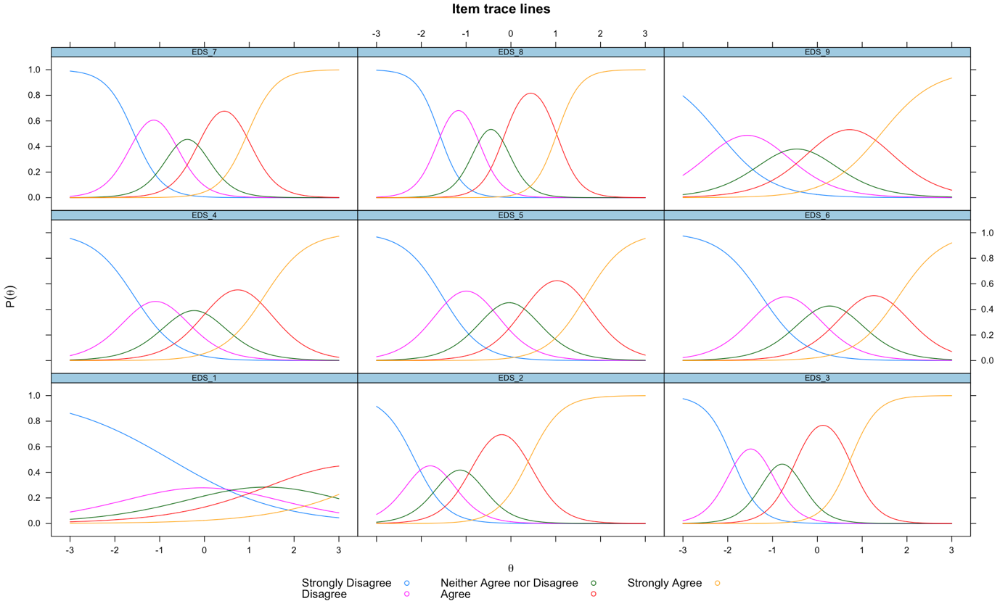 Item trace lines
-3 -2 -1 0 1 2 3
EDS_7 EDS_8 EDS_9
1.0
0.8
0.6
0.4
0.2
0.0
EDS_4 EDS_5 EDS_6
1.0
0.8
0.6
0.4
0.2
0.0
P(θ)
EDS_1 EDS_2 EDS_3
1.0
0.8
0.6
0.4
0.2
0.0
-3 -2 -1 0 1 2 3 -3 -2 -1 0 1 2 3
θ
Strongly Disagree Neither Agree nor Disagree Strongly Agree
Disagree Agree